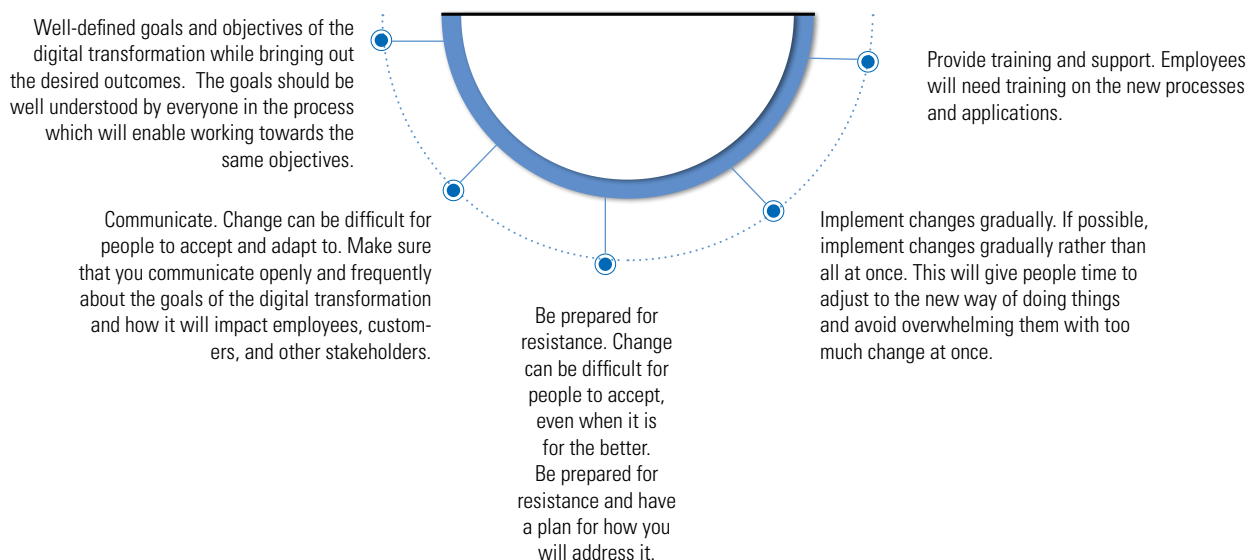 Well-defined goals and objectives of the
digital transformation while bringing out
the desired outcomes.  The goals should be
well understood by everyone in the process
which will enable working towards the
same objectives.
Communicate. Change can be difficult for
people to accept and adapt to. Make sure
that you communicate openly and frequently
about the goals of the digital transformation
and how it will impact employees, custom-
ers, and other stakeholders.
Be prepared for
resistance. Change
can be difficult for
people to accept,
even when it is
for the better.
Be prepared for
resistance and have
a plan for how you
will address it.
Implement changes gradually. If possible,
implement changes gradually rather than
all at once. This will give people time to
adjust to the new way of doing things
and avoid overwhelming them with too
much change at once.
Provide training and support. Employees
will need training on the new processes
and applications.